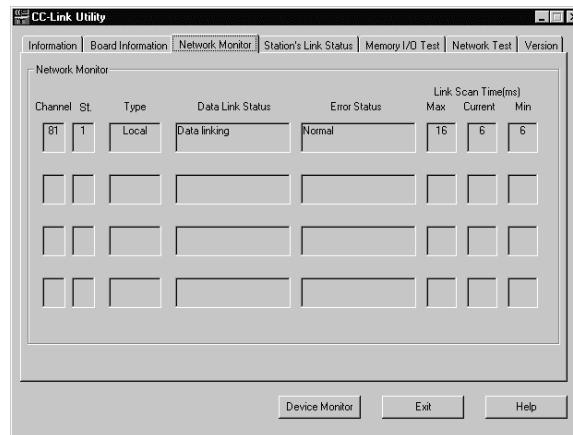 CC-Link Utility
Information Board Information Network Monitor Station's Link Status Memory I/O Test Network Test Version
Network Monitor
Link Scan Time(ms)
Channel St. Type Data Link Status Error Status Max Current Min
81 1 Local Data linking Normal 16 6 6
Device Monitor Exit Help